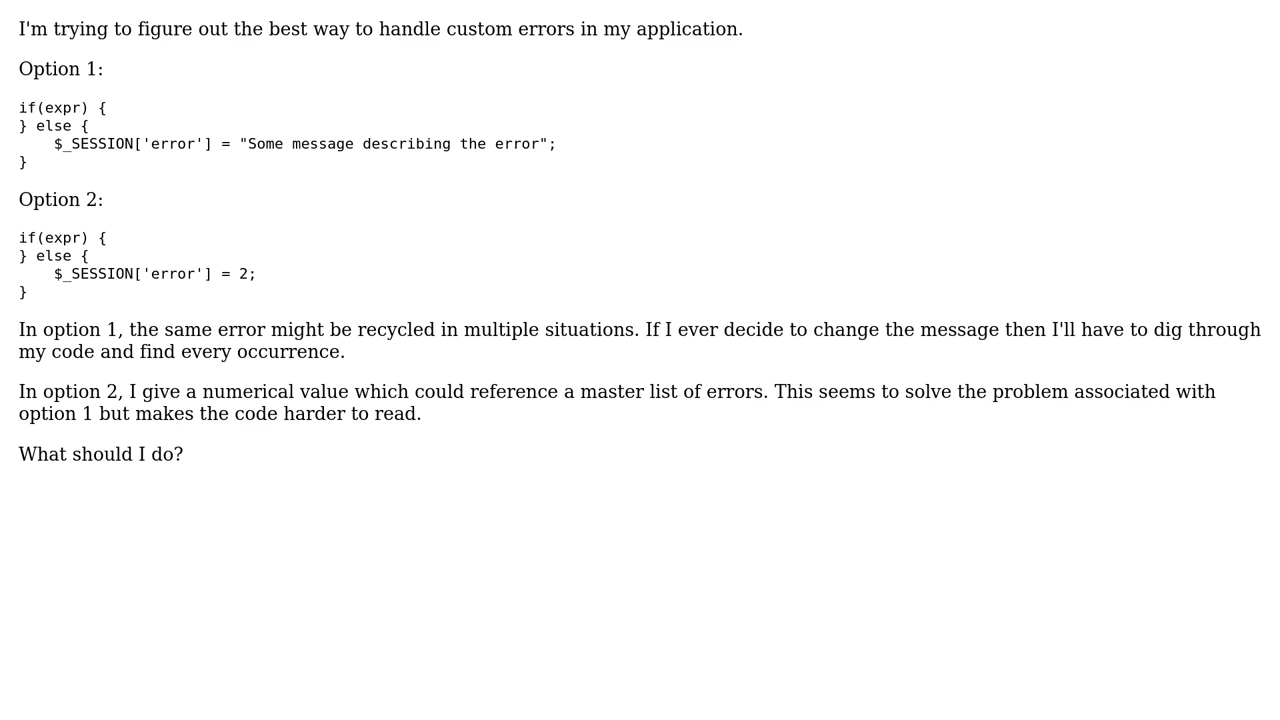 I'm trying to figure out the best way to handle custom errors in my application.
Option 1:
if(expr) {
} else {
    $_SESSION['error'] = "Some message describing the error";
}
Option 2:
if(expr) {
} else {
    $_SESSION['error'] = 2;
}
In option 1, the same error might be recycled in multiple situations. If I ever decide to change the message then I'll have to dig through
my code and find every occurrence.
In option 2, I give a numerical value which could reference a master list of errors. This seems to solve the problem associated with
option 1 but makes the code harder to read.
What should I do?